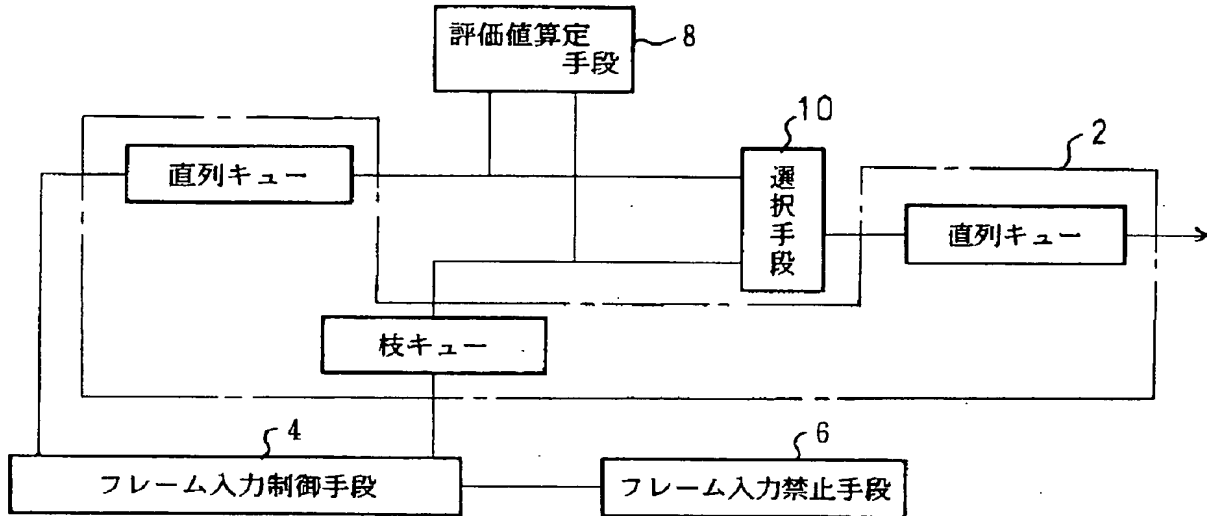 評価値算定
手段
8
10
2
直列キュー
選択手段
直列キュー
枝キュー
4
6
フレーム入力制御手段
フレーム入力禁止手段